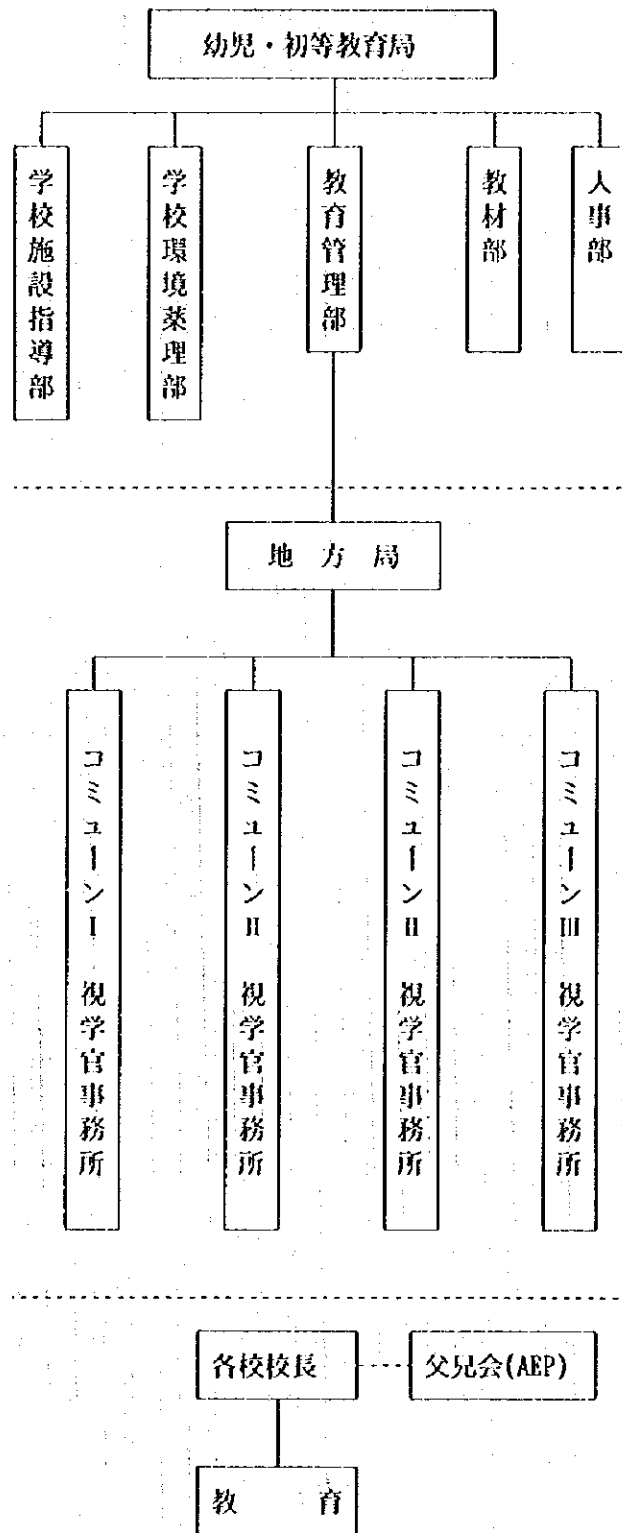 幼児・初等教育局
学校施設指導部
学校環境薬理部
教育管理部
教材部
人事部
地 方 局
コミューンⅠ 視学官事務所
コミューンⅡ 視学官事務所
コミューンⅡ 視学官事務所
コミューンⅢ 視学官事務所
各校校長
父兄会(AEP)
教 育